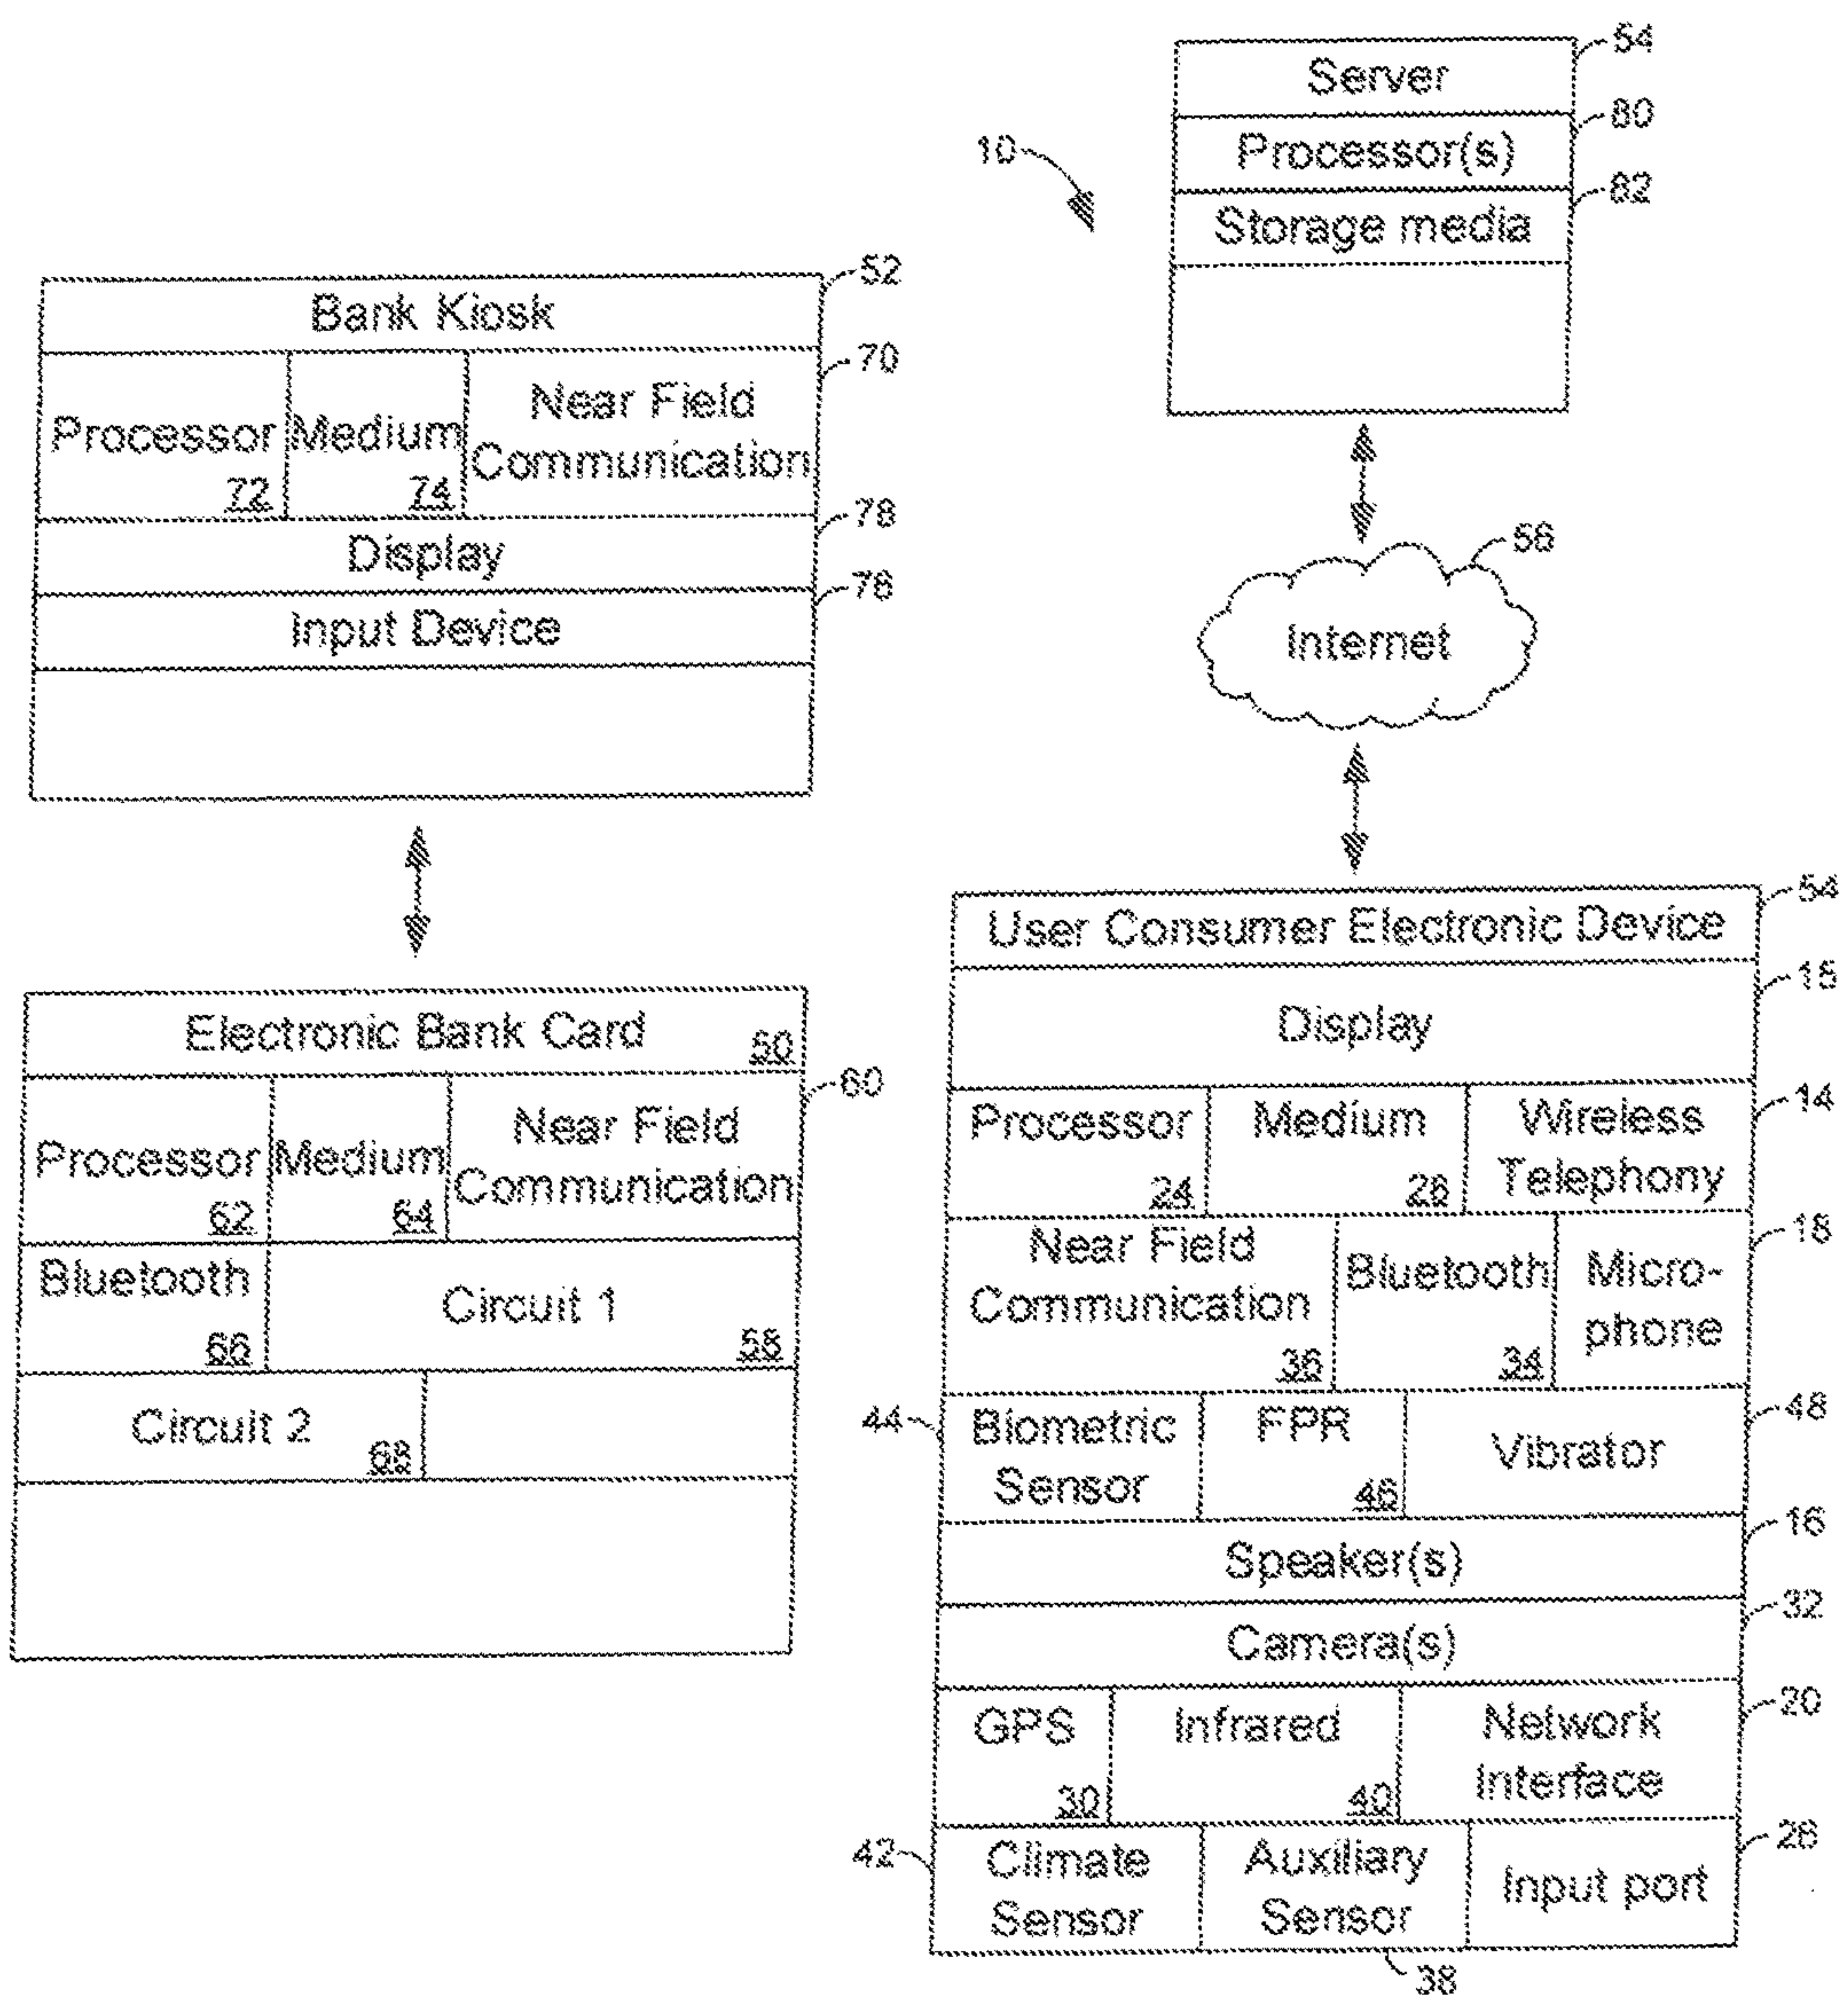 10
Server
54
Processor(s)
80
Storage media
82
Bank Kiosk
52
Processor
72
Medium
74
Near Field
Communication
70
Display
78
Input Device
76
Internet
56
Electronic Bank Card
50
Processor
62
Medium
64
Near Field
Communication
60
Bluetooth
66
Circuit 1
58
Circuit 2
68
User Consumer Electronic Device
54
Display
15
Processor
24
Medium
Wireless
Telephony
14
Near Field
Communication
36
Bluetooth
34
Micro-
phone
18
44
Biometric
Sensor
FPR
46
Vibrator
48
Speaker(s)
16
Camera(s)
32
GPS
30
Infrared
40
Network
Interface
20
42
Climate
Sensor
Auxiliary
Sensor
38
Input port
26